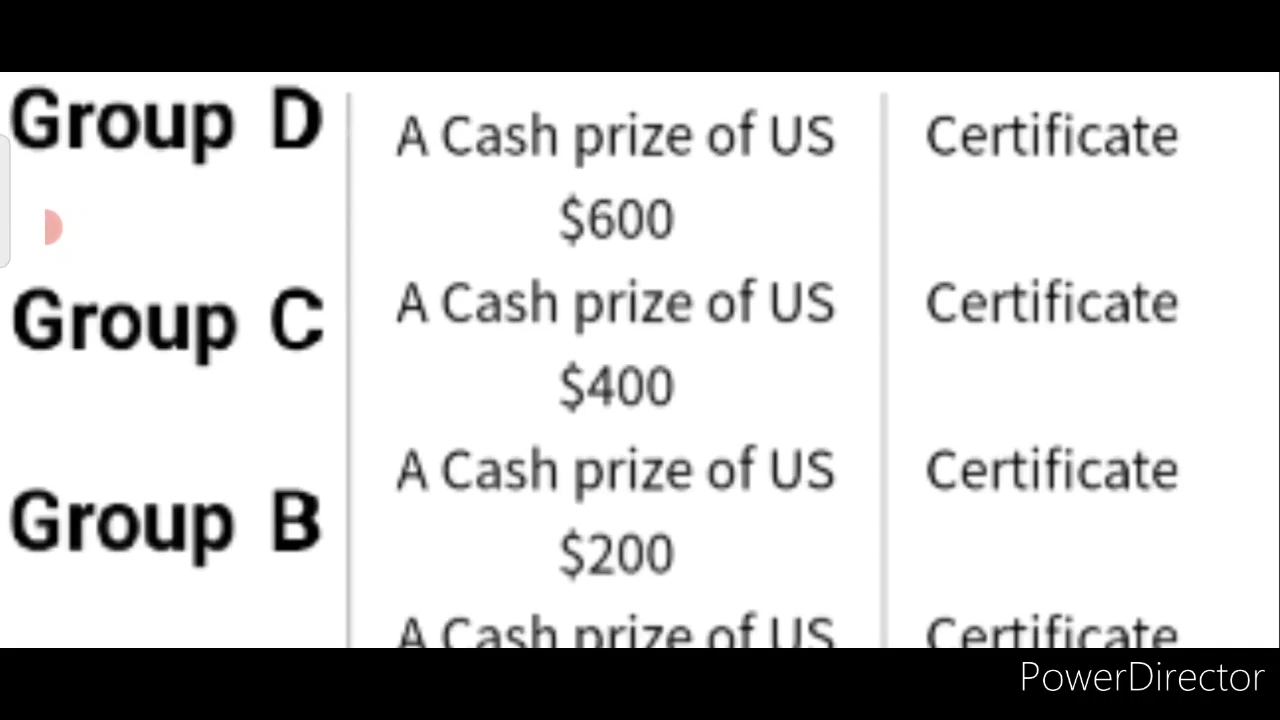 Group D
A Cash prize of US
$600
Certificate
Group C
A Cash prize of US
$400
Certificate
Group B
A Cash prize of US
$200
Certificate
A Cash prize of US
Certificate
PowerDirector